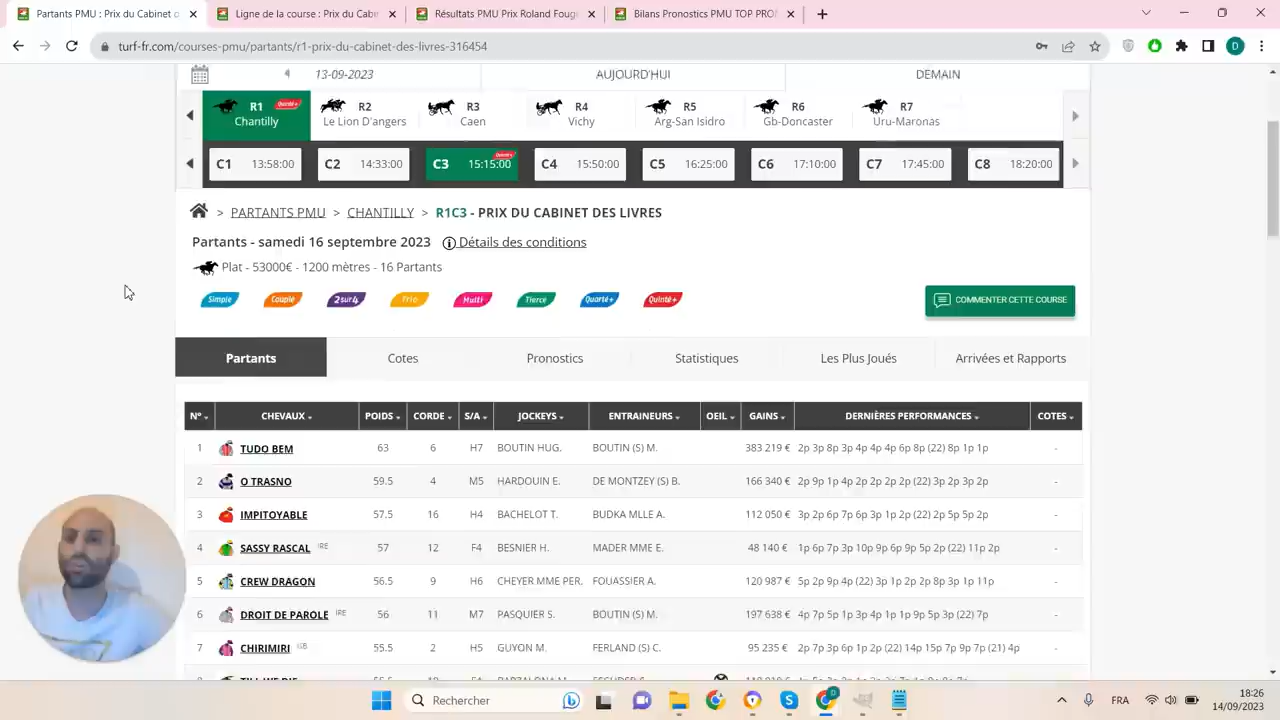 Partants - PMU Prix du Cabinet d
Résultats PMU Prix Roland Foug
Bilans Pronostics PMU TOP PRO
turf-fr.com/courses-pmu/partants/r1-prix-du-cabinet-des-livres-316454
13-09-2023 AUJOURD'HUI DEMAIN
R1 Quinté+ R2 R3 R4 R5 R6 R7
Chantilly Le Lion D'angers Caen Vichy Arg-San Isidro Gb-Doncaster Uru-Maronas
C1 13:58:00 C2 14:33:00 C3 15:15:00 Quinté+ C4 15:50:00 C5 16:25:00 C6 17:10:00 C7 17:45:00 C8 18:20:00
> PARTANTS PMU > CHANTILLY > R1C3 - PRIX DU CABINET DES LIVRES
Partants - samedi 16 septembre 2023 Détails des conditions
Plat - 53000€ - 1200 mètres - 16 Partants
Simple Couplé 2sur4 Trio Multi Tiercé Quarté+ Quinté+
COMMENTER CETTE COURSE
Partants Cotes Pronostics Statistiques Les Plus Joués Arrivées et Rapports
N° CHEVAUX POIDS CORDE S/A JOCKEYS ENTRAINEURS OEIL GAINS DERNIÈRES PERFORMANCES COTES
1 TUDO BEM 63 6 H7 BOUTIN HUG. BOUTIN (S) M. 383 219 € 2p 3p 8p 3p 4p 4p 4p 6p 8p (22) 8p 1p 1p -
2 O TRASNO 59.5 4 M5 HARDOUIN E. DE MONTZEY (S) B. 166 340 € 2p 9p 1p 4p 2p 2p 2p 2p (22) 3p 2p 3p 2p -
3 IMPITOYABLE 57.5 16 H4 BACHELOT T. BUDKA MLLE A. 112 050 € 3p 2p 6p 7p 6p 3p 1p 2p (22) 2p 5p 5p 2p -
4 SASSY RASCAL IRE 57 12 F4 BESNIER H. MADER MME E. 48 140 € 1p 6p 7p 3p 10p 9p 6p 9p 5p 2p (22) 11p 2p -
5 CREW DRAGON 56.5 9 H6 CHEYER MME PER. FOUASSIER A. 120 987 € 5p 2p 9p 4p (22) 3p 1p 2p 2p 8p 3p 1p 11p -
6 DROIT DE PAROLE IRE 56 11 M7 PASQUIER S. BOUTIN (S) M. 197 638 € 4p 7p 5p 1p 3p 4p 1p 1p 9p 5p 3p (22) 7p -
7 CHIRIMIRI GB 55.5 2 H5 GUYON M. FERLAND (S) C. 95 235 € 2p 7p 3p 6p 1p 2p (22) 14p 15p 7p 9p 7p (21) 4p -
Rechercher
FRA
18:26
14/09/2023